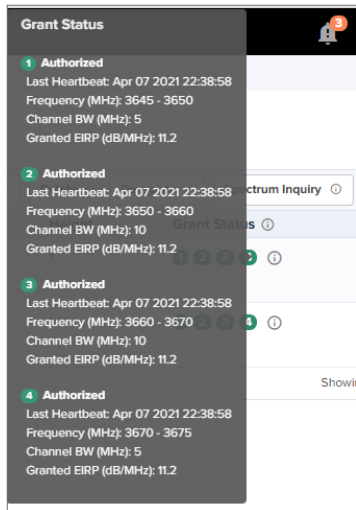 Grant Status
3
1 Authorized
Last Heartbeat: Apr 07 2021 22:38:58
Frequency (MHz): 3645 - 3650
Channel BW (MHz): 5
Granted EIRP (dB/MHz): 11.2
2 Authorized
Last Heartbeat: Apr 07 2021 22:38:58
Frequency (MHz): 3650 - 3660
Channel BW (MHz): 10
Granted EIRP (dB/MHz): 11.2
3 Authorized
Last Heartbeat: Apr 07 2021 22:38:58
Frequency (MHz): 3660 - 3670
Channel BW (MHz): 10
Granted EIRP (dB/MHz): 11.2
4 Authorized
Last Heartbeat: Apr 07 2021 22:38:58
Frequency (MHz): 3670 - 3675
Channel BW (MHz): 5
Granted EIRP (dB/MHz): 11.2
Inquiry
Height Grant Status
4